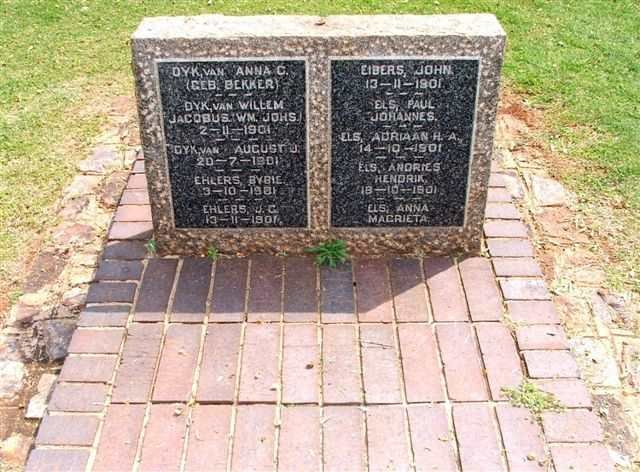 DYK, van ANNA C.
(GEB. BEKKER)
DYK, van WILLEM
JACOBUS (WM. JOHS.)
2-11-1901
DYK, van AUGUST J.
20-7-1901
EHLERS, SYBIE.
3-10-1901
EHLERS, J. C.
13-11-1901
EIBERS, JOHN.
13-11-1901
ELS, PAUL
JOHANNES.
ELS, ADRIAAN H. A.
14-10-1901
ELS, ANDRIES
HENDRIK.
18-10-1901
ELS, ANNA
MAGRIETA.